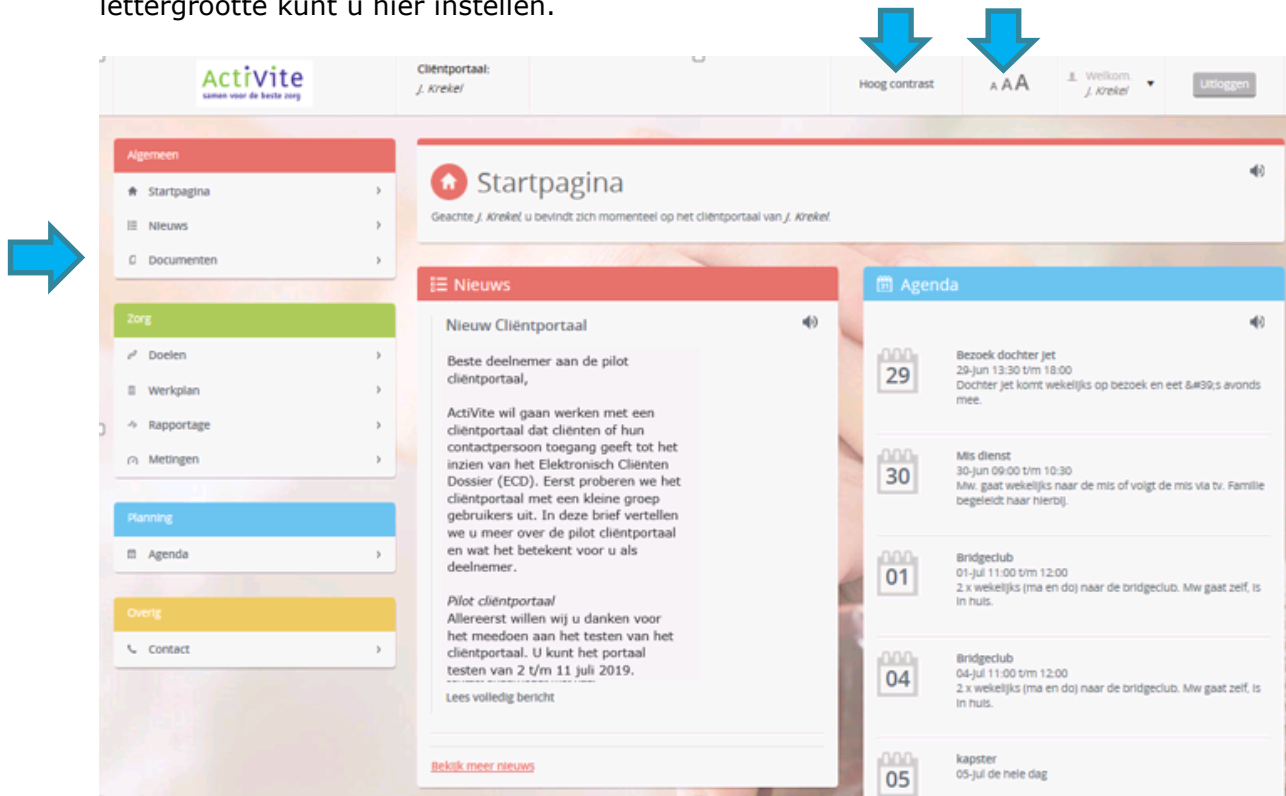 lettergrootte kunt u hier instellen.
ActiVite
samen voor de beste zorg
Cliëntportaal:
J. Krekel
Hoog contrast
A A A
Welkom.
J. Krekel
Uitloggen
Algemeen
Startpagina
Nieuws
Documenten
Zorg
Doelen
Werkplan
Rapportage
Metingen
Planning
Agenda
Overig
Contact
Startpagina
Geachte J. Krekel, u bevindt zich momenteel op het cliëntportaal van J. Krekel.
Nieuws
Nieuw Cliëntportaal
Beste deelnemer aan de pilot
cliëntportaal,
ActiVite wil gaan werken met een
cliëntportaal dat cliënten of hun
contactpersoon toegang geeft tot het
inzien van het Elektronisch Cliënten
Dossier (ECD). Eerst proberen we het
cliëntportaal met een kleine groep
gebruikers uit. In deze brief vertellen
we u meer over de pilot cliëntportaal
en wat het betekent voor u als
deelnemer.
Pilot cliëntportaal
Allereerst willen wij u danken voor
het meedoen aan het testen van het
cliëntportaal. U kunt het portaal
testen van 2 t/m 11 juli 2019.
Lees volledig bericht
Bekijk meer nieuws
31 Agenda
29
Bezoek dochter Jet
29-jun 13:30 t/m 18:00
Dochter Jet komt wekelijks op bezoek en eet &#39;s avonds
mee.
30
Mis dienst
30-jun 09:00 t/m 10:30
Mw. gaat wekelijks naar de mis of volgt de mis via tv. Familie
begeleidt haar hierbij.
01
Bridgeclub
01-jul 11:00 t/m 12:00
2 x wekelijks (ma en do) naar de bridgeclub. Mw gaat zelf, is
in huis.
04
Bridgeclub
04-jul 11:00 t/m 12:00
2 x wekelijks (ma en do) naar de bridgeclub. Mw gaat zelf, is
in huis.
05
kapster
05-jul de hele dag